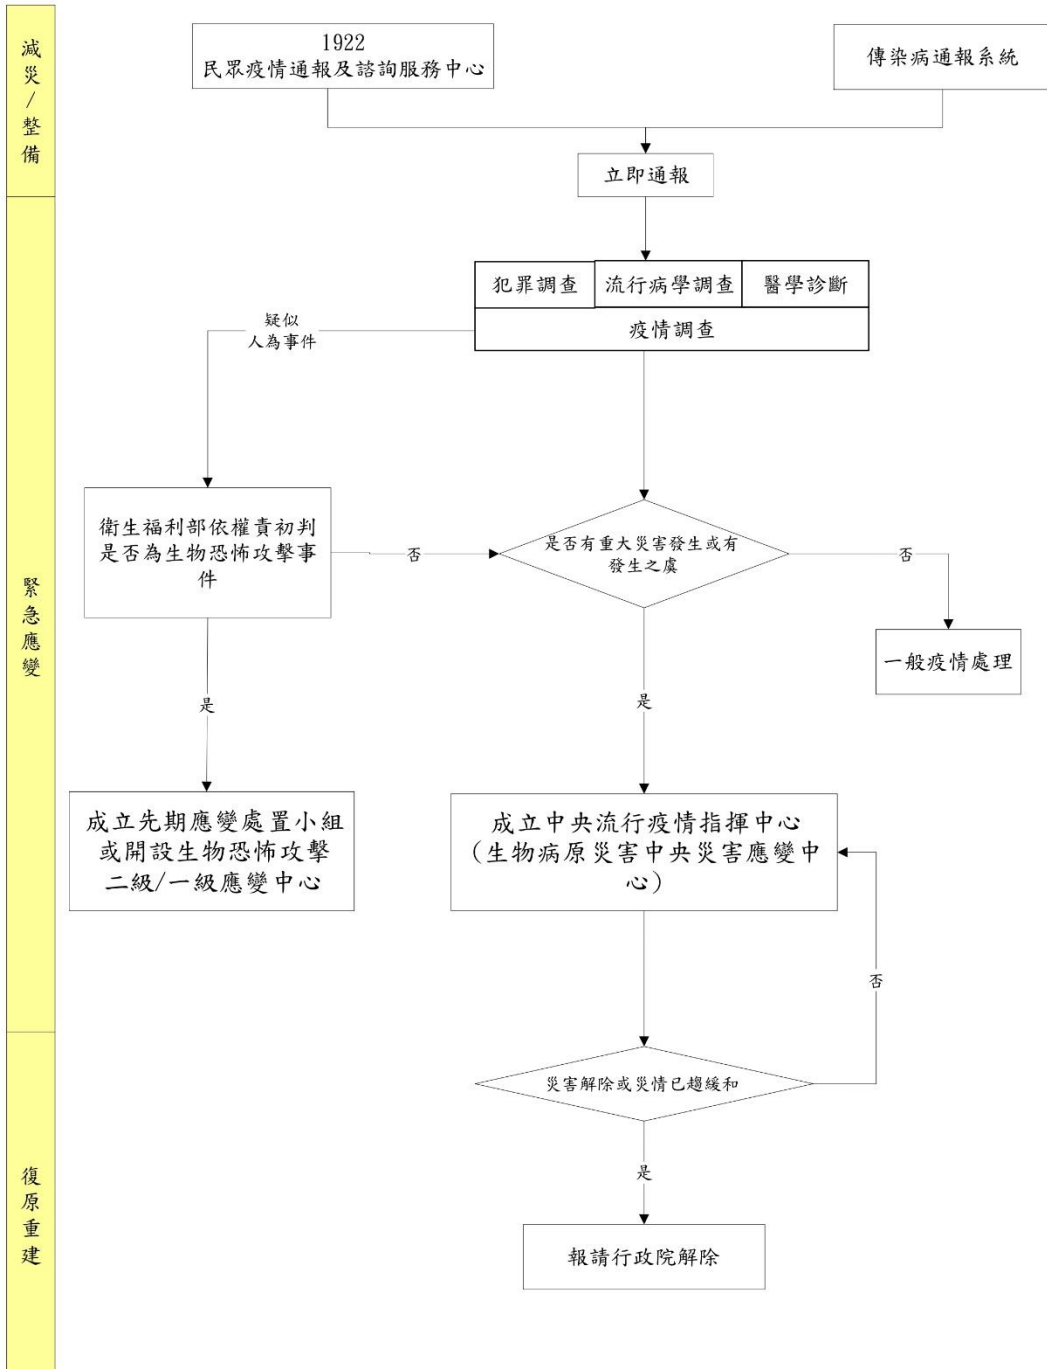 減災/整備
1922
民眾疫情通報及諮詢服務中心
傳染病通報系統
立即通報
緊急應變
犯罪調查
流行病學調查
醫學診斷
疫情調查
疑似
人為事件
衛生福利部依權責初判
是否為生物恐怖攻擊事
件
否
是否有重大災害發生或有
發生之虞
否
一般疫情處理
是
是
成立先期應變處置小組
或開設生物恐怖攻擊
二級/一級應變中心
成立中央流行疫情指揮中心
（生物病原災害中央災害應變中
心）
否
復原重建
災害解除或災情已趨緩和
是
報請行政院解除